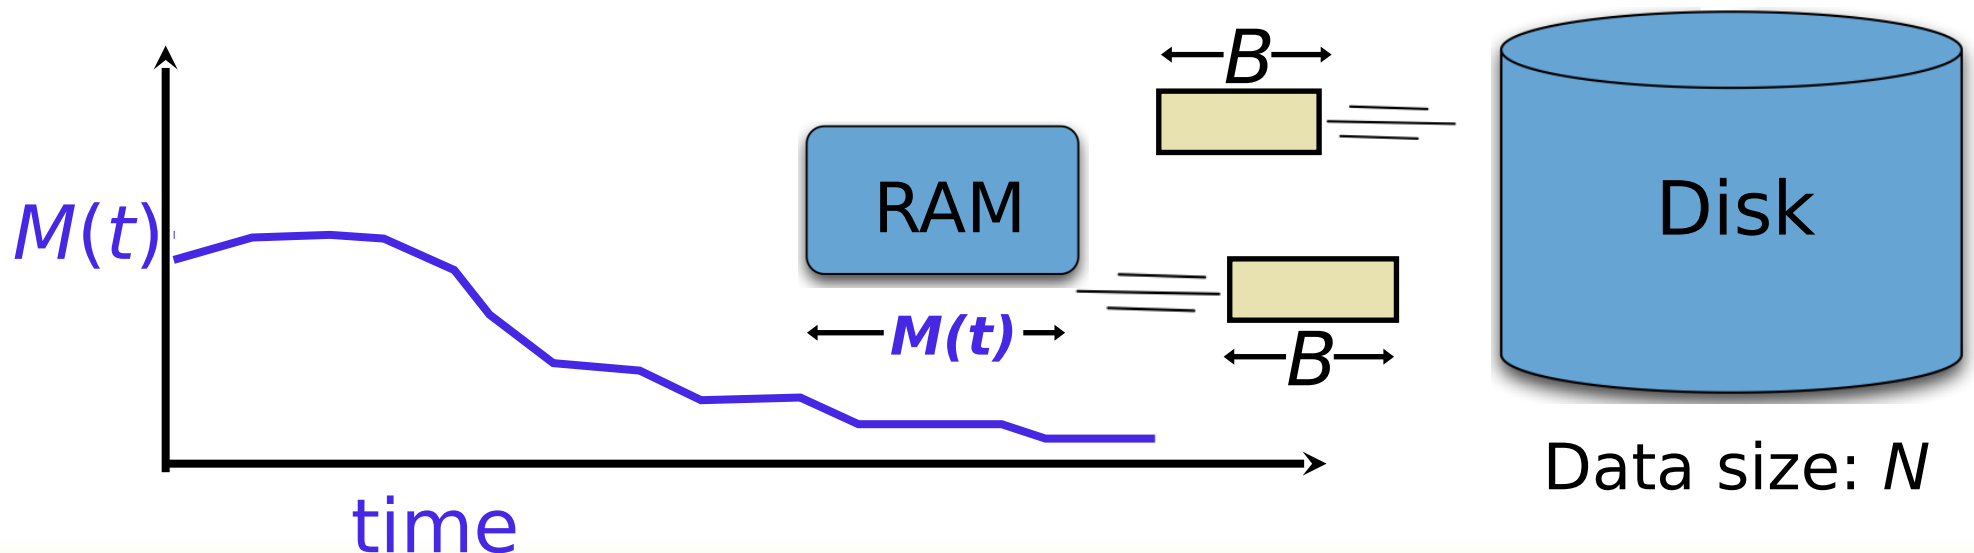 M(t)
time
RAM
M(t)
B
B
Disk
Data size: N